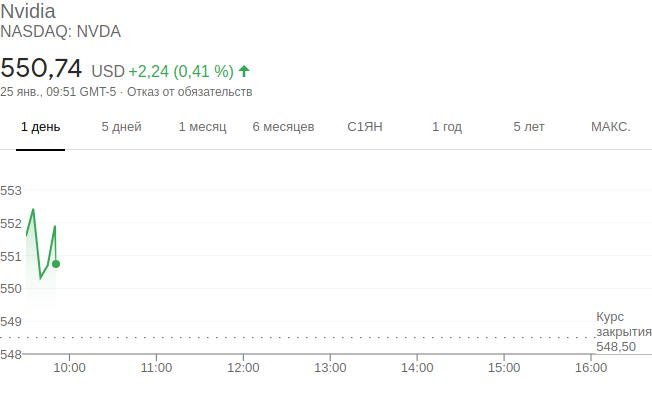 Nvidia
NASDAQ: NVDA
550,74 USD +2,24 (0,41 %)
25 янв., 09:51 GMT-5 · Отказ от обязательств
1 день 5 дней 1 месяц 6 месяцев С1ЯН 1 год 5 лет МАКС.
553
552
551
550
549
548
Курс
закрытия
548,50
10:00 11:00 12:00 13:00 14:00 15:00 16:00